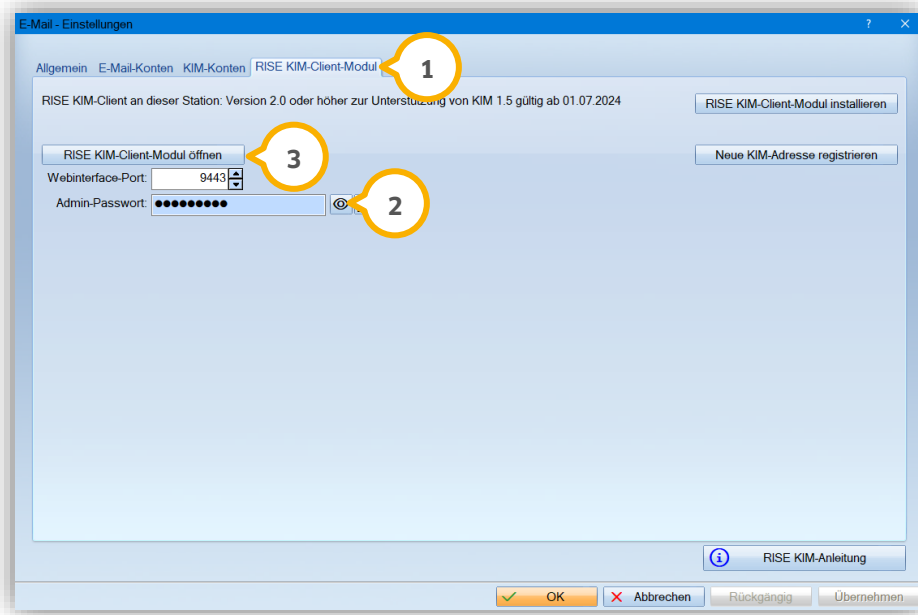 E-Mail - Einstellungen
Allgemein E-Mail-Konten KIM-Konten RISE KIM-Client-Modul
1
RISE KIM-Client an dieser Station: Version 2.0 oder höher zur Unterstützung von KIM 1.5 gültig ab 01.07.2024
RISE KIM-Client-Modul installieren
RISE KIM-Client-Modul öffnen
3
Neue KIM-Adresse registrieren
Webinterface-Port: 9443
Admin-Passwort: ●●●●●●●●●
2
RISE KIM-Anleitung
OK Abbrechen Rückgängig Übernehmen